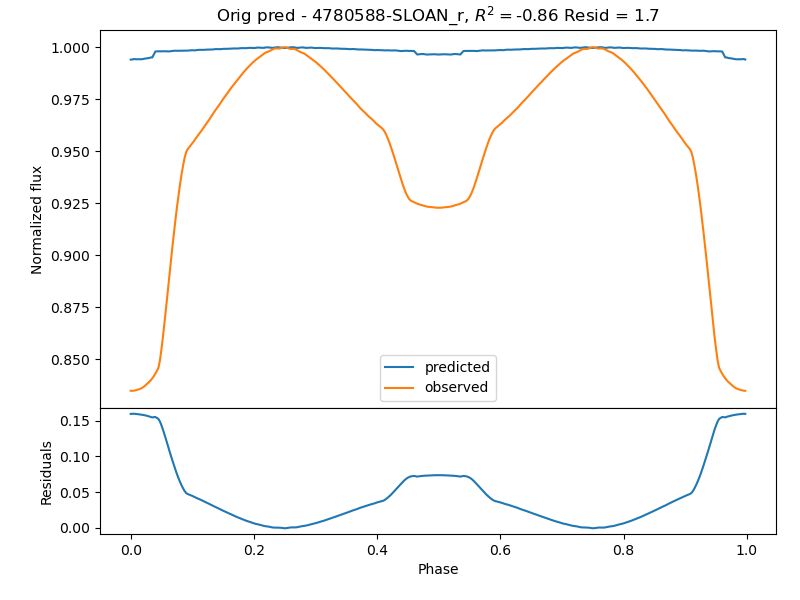 Orig pred - 4780588-SLOAN_r, R² = -0.86 Resid = 1.7
1.000
0.975
0.950
0.925
0.900
0.875
0.850
Normalized flux
predicted
observed
0.15
0.10
0.05
0.00
Residuals
0.0 0.2 0.4 0.6 0.8 1.0
Phase